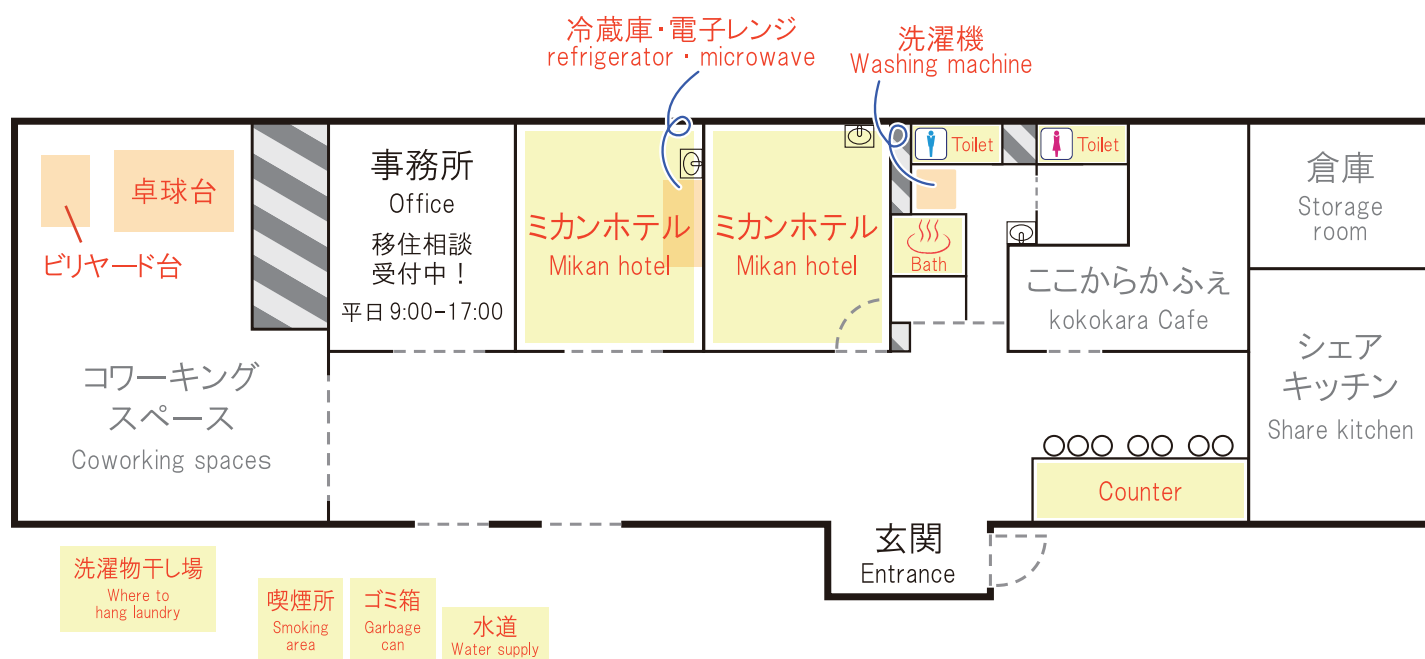 冷蔵庫・電子レンジ
refrigerator・microwave
洗濯機
Washing machine
卓球台
ビリヤード台
コワーキング
スペース
Coworking spaces
事務所
Office
移住相談
受付中！
平日9:00-17:00
ミカンホテル
Mikan hotel
ミカンホテル
Mikan hotel
Toilet
Toilet
Bath
ここからかふぇ
kokokara Cafe
倉庫
Storage
room
シェア
キッチン
Share kitchen
Counter
玄関
Entrance
洗濯物干し場
Where to
hang laundry
喫煙所
Smoking
area
ゴミ箱
Garbage
can
水道
Water supply